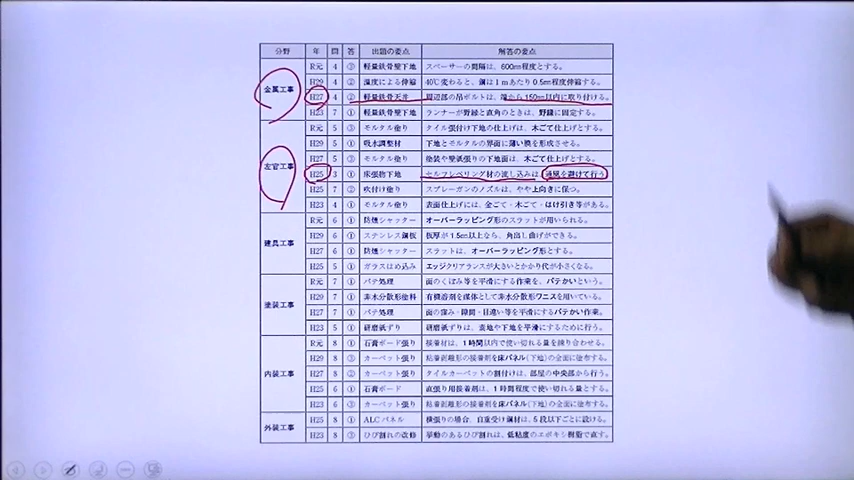 分野 年 問 答 出題の要点 解答の要点
金属工事
R元 4 ③ 軽量鉄骨壁下地 スペーサーの間隔は、600㎜程度とする。
H29 4 ② 温度による伸縮 40℃変わると、鋼は1mあたり0.5㎜程度伸縮する。
H27 4 ② 軽量鉄骨天井 周辺部の吊ボルトは、端から150㎜以内に取り付ける。
H23 7 ① 軽量鉄骨壁下地 ランナーが野縁と直角のときは、野縁に固定する。
左官工事
R元 5 ③ モルタル塗り タイル張付け下地の仕上げは、木ごて仕上げとする。
H29 5 ① 吸水調整材 下地とモルタルの界面に薄い膜を形成させる。
H27 5 ③ モルタル塗り 塗装や壁紙張りの下地面は、木ごて仕上げとする。
H25 3 ① 床張物下地 セルフレベリング材の流し込みは、通風を避けて行う。
H25 7 ② 吹付け塗り スプレーガンのノズルは、やや上向きに保つ。
H23 4 ① モルタル塗り 表面仕上げには、金ごて・木ごて・はけ引き等がある。
建具工事
R元 6 ① 防煙シャッター オーバーラッピング形のスラットが用いられる。
H29 6 ① ステンレス鋼板 板厚が1.5㎜以上なら、角出し曲げができる。
H27 6 ① 防煙シャッター スラットは、オーバーラッピング形とする。
H25 5 ① ガラスはめ込み エッジクリアランスが大きいとかかり代が小さくなる。
塗装工事
R元 7 ① パテ処理 面のくぼみ等を平滑にする作業を、パテかいという。
H29 7 ① 非水分散形塗料 有機溶剤を媒体として非水分散形ワニスを用いている。
H27 7 ① パテ処理 面の窪み・隙間・目違い等を平滑にするパテかい作業。
H23 5 ① 研磨紙ずり 研磨紙ずりは、素地や下地を平滑にするために行う。
内装工事
R元 8 ① 石膏ボード張り 接着材は、1時間以内で使い切れる量を練り合わせる。
H29 8 ③ カーペット張り 粘着剥離形の接着剤を床パネル(下地)の全面に塗布する。
H27 8 ② カーペット張り タイルカーペットの割付けは、部屋の中央部から行う。
H25 6 ① 石膏ボード 直張り用接着剤は、1時間程度で使い切れる量とする。
H23 6 ③ カーペット張り 粘着剥離形の接着剤を床パネル(下地)の全面に塗布する。
外装工事
H25 8 ① ALCパネル 横張りの場合、自重受け鋼材は、5段以下ごとに設ける。
H23 8 ③ ひび割れの改修 挙動のあるひび割れは、低粘度のエポキシ樹脂で直す。